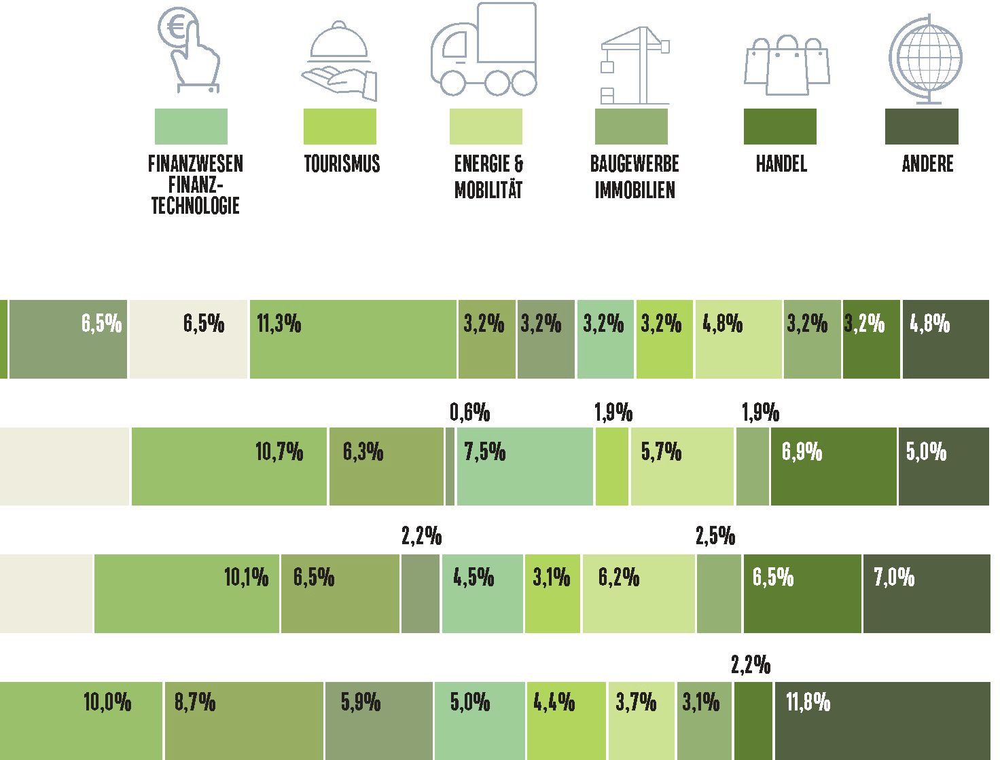 €
FINANZWESEN
FINANZ-
TECHNOLOGIE
TOURISMUS
ENERGIE &
MOBILITÄT
BAUGEWERBE
IMMOBILIEN
HANDEL
ANDERE
6,5% 6,5% 11,3% 3,2% 3,2% 3,2% 3,2% 4,8% 3,2% 3,2% 4,8%
0,6% 1,9% 1,9%
10,7% 6,3% 7,5% 5,7% 6,9% 5,0%
2,2% 2,5%
10,1% 6,5% 4,5% 3,1% 6,2% 6,5% 7,0%
2,2%
10,0% 8,7% 5,9% 5,0% 4,4% 3,7% 3,1% 11,8%